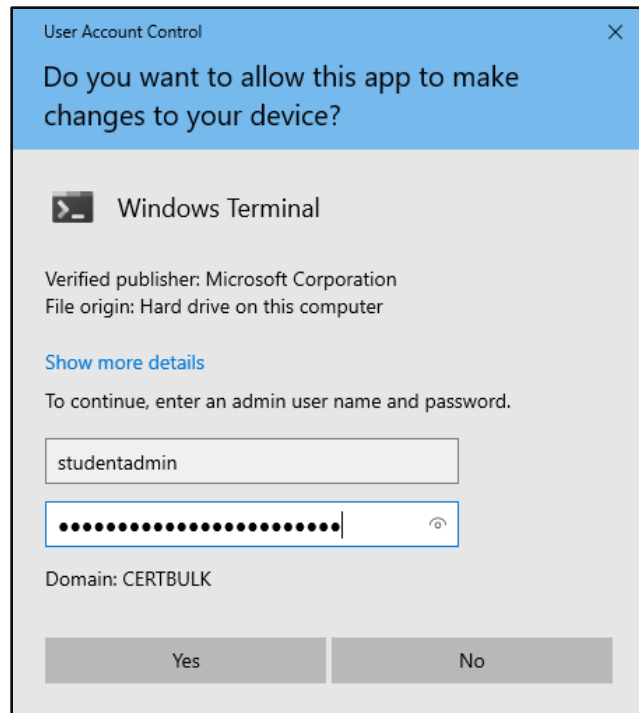 User Account Control
Do you want to allow this app to make
changes to your device?
Windows Terminal
Verified publisher: Microsoft Corporation
File origin: Hard drive on this computer
Show more details
To continue, enter an admin user name and password.
studentadmin
Domain: CERTBULK
Yes No